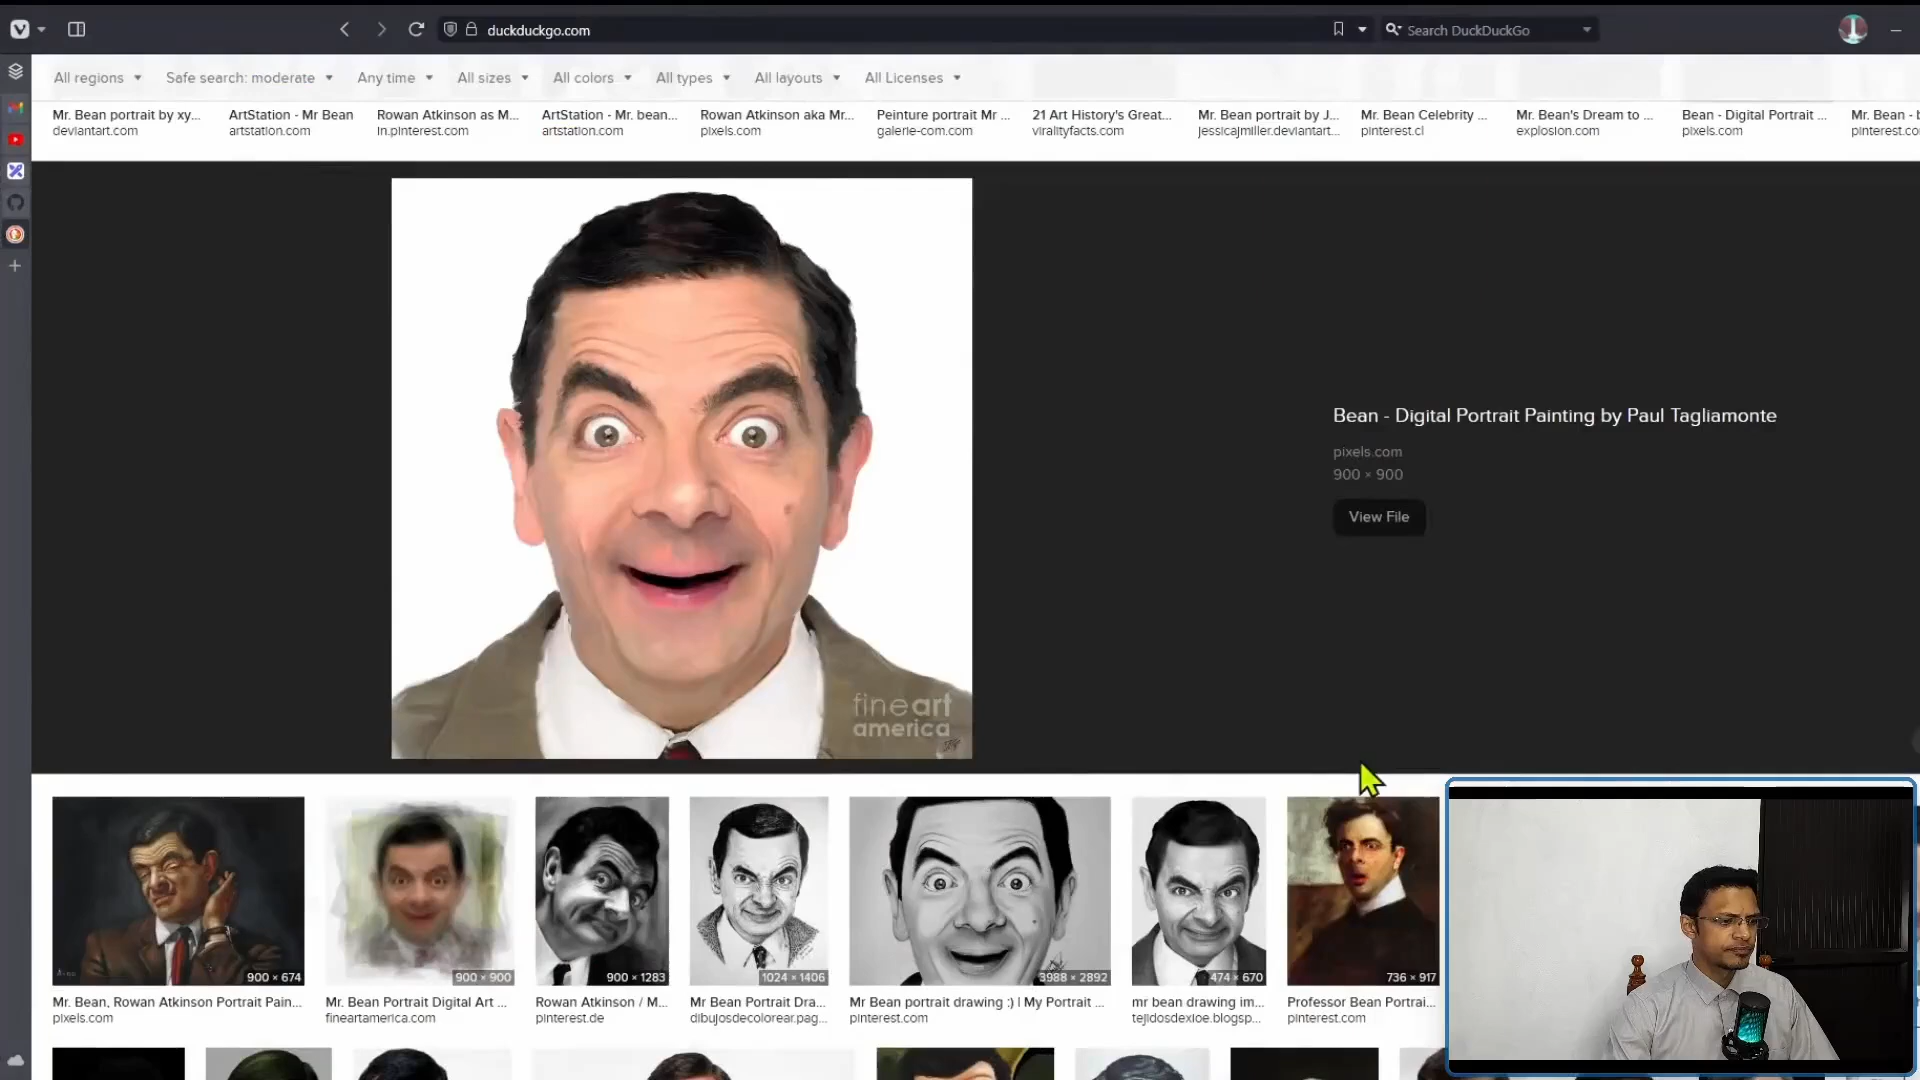 duckduckgo.com
Search DuckDuckGo
All regions
Safe search: moderate
Any time
All sizes
All colors
All types
All layouts
All Licenses
Mr. Bean portrait by xy...
deviantart.com
ArtStation - Mr Bean
artstation.com
Rowan Atkinson as M...
in.pinterest.com
ArtStation - Mr. bean...
artstation.com
Rowan Atkinson aka Mr...
pixels.com
Peinture portrait Mr ...
galerie-com.com
21 Art History's Great...
viralityfacts.com
Mr. Bean portrait by J...
jessicajmiller.deviantart...
Mr. Bean Celebrity ...
pinterest.cl
Mr. Bean's Dream to ...
explosion.com
Bean - Digital Portrait ...
pixels.com
Mr. Bean - b
pinterest.co
fineart
america
Bean - Digital Portrait Painting by Paul Tagliamonte
pixels.com
900 × 900
View File
900 × 674
Mr. Bean, Rowan Atkinson Portrait Pain...
pixels.com
900 × 900
Mr. Bean Portrait Digital Art ...
fineartamerica.com
900 × 1283
Rowan Atkinson / M...
pinterest.de
1024 × 1406
Mr Bean Portrait Dra...
dibujosdecolorear.pag...
3988 × 2892
Mr Bean portrait drawing :) | My Portrait ...
pinterest.com
474 × 670
mr bean drawing im...
tejidosdexioe.blogsp...
736 × 917
Professor Bean Portrai...
pinterest.com